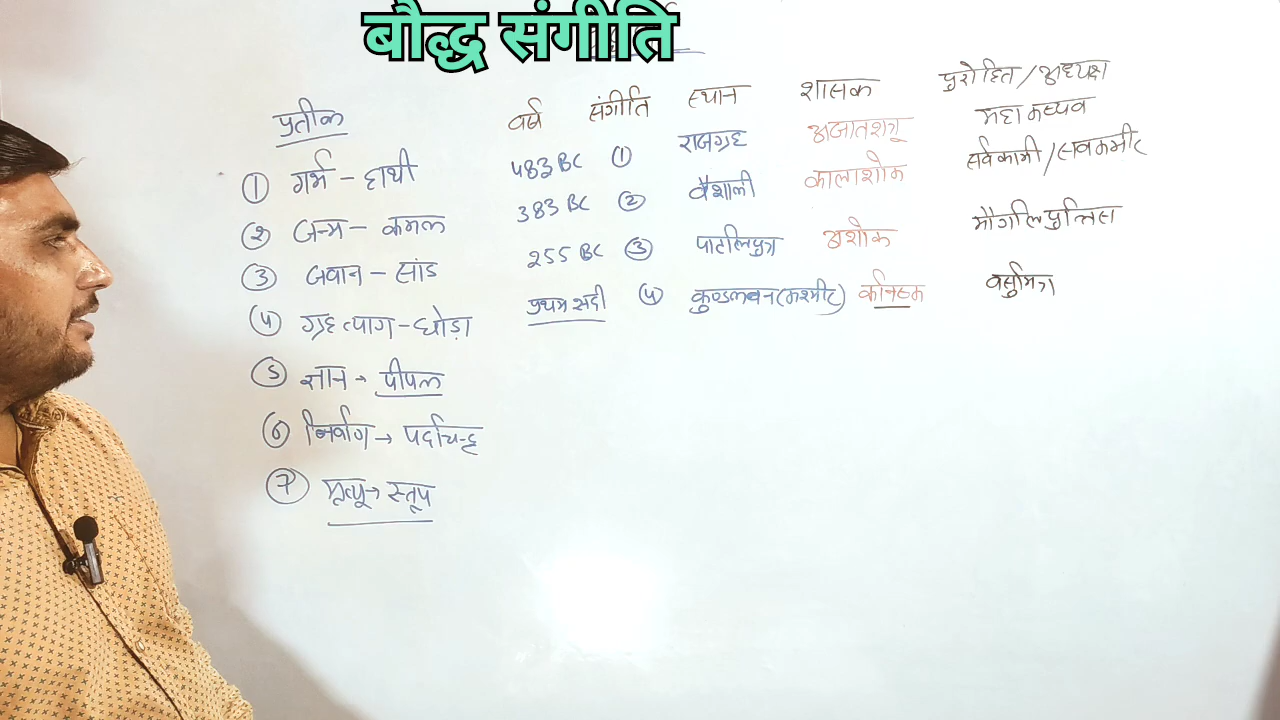 बौद्ध संगीति
प्रतीक
① गर्भ – हाथी
② जन्म – कमल
③ जवान – सांड
④ ग्रह त्याग – घोड़ा
⑤ ज्ञान → पीपल
⑥ निर्वाण → पदचिन्ह
⑦ मृत्यु → स्तूप
वर्ष संगीति स्थान शासक पुरोहित/अध्यक्ष
483 BC ① राजग्रह अजातशत्रु महाकश्यप
383 BC ② वैशाली कालाशोक सर्वकामी/
255 BC ③ पाटलिपुत्र अशोक मौगलिपुत्तिस
प्रथम सदी ④ कुण्डलवन (कश्मीर) कनिष्क वसुमित्र